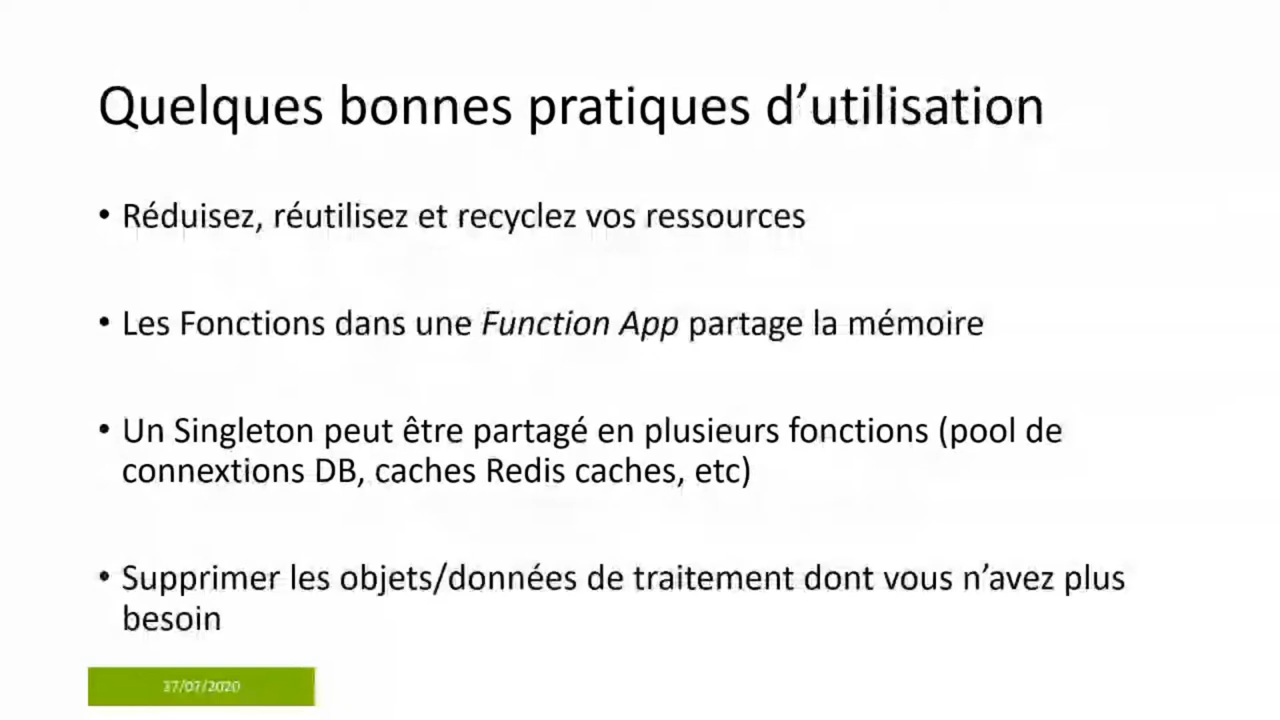 Quelques bonnes pratiques d’utilisation
• Réduisez, réutilisez et recyclez vos ressources
• Les Fonctions dans une Function App partage la mémoire
• Un Singleton peut être partagé en plusieurs fonctions (pool de
connextions DB, caches Redis caches, etc)
• Supprimer les objets/données de traitement dont vous n’avez plus
besoin